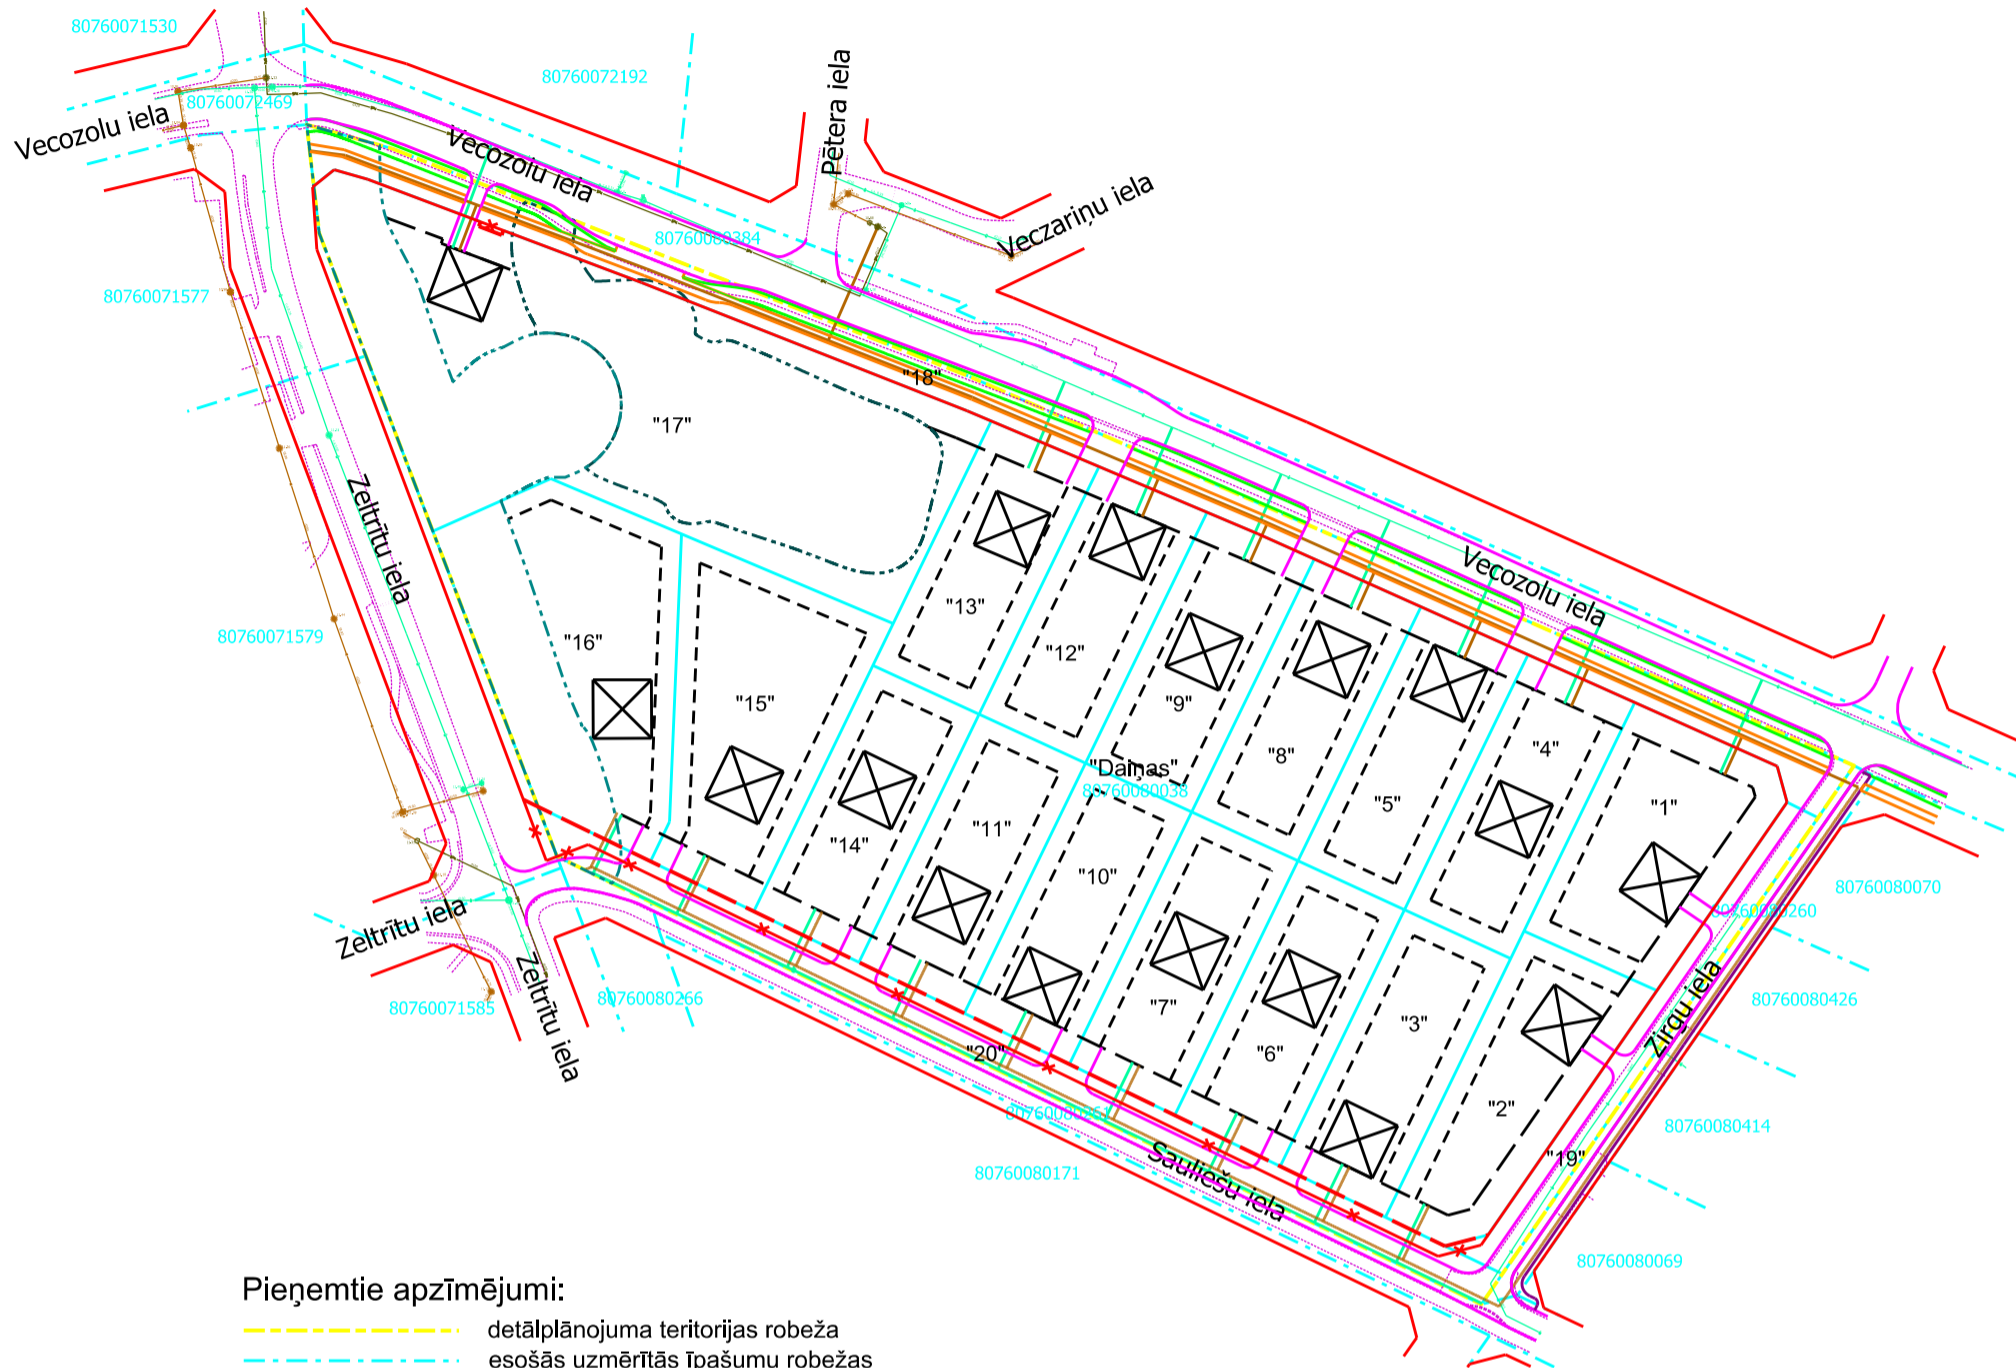 80760071530
80760072192
Pētera iela
80760072469
Vecozolu iela
Vecozolu iela
Veczariņu iela
80760080384
80760071577
"18"
"17"
Zeltrītu iela
Vecozolu iela
"13"
"12"
"16"
80760071579
"15"
"9"
"8"
"4"
"Daiņas"
80760080038
"5"
"1"
"11"
"14"
"10"
80760080070
80760080260
Zeltrītu iela
Zeltrītu iela
80760071585
80760080266
"7"
"3"
80760080426
Zirgu iela
"20"
"6"
80760080261
"2"
80760080414
80760080171
Sauliešu iela
"19"
80760080069
Pieņemtie apzīmējumi:
detālplānojuma teritorijas robeža
esošās uzmērītās īpašumu robežas